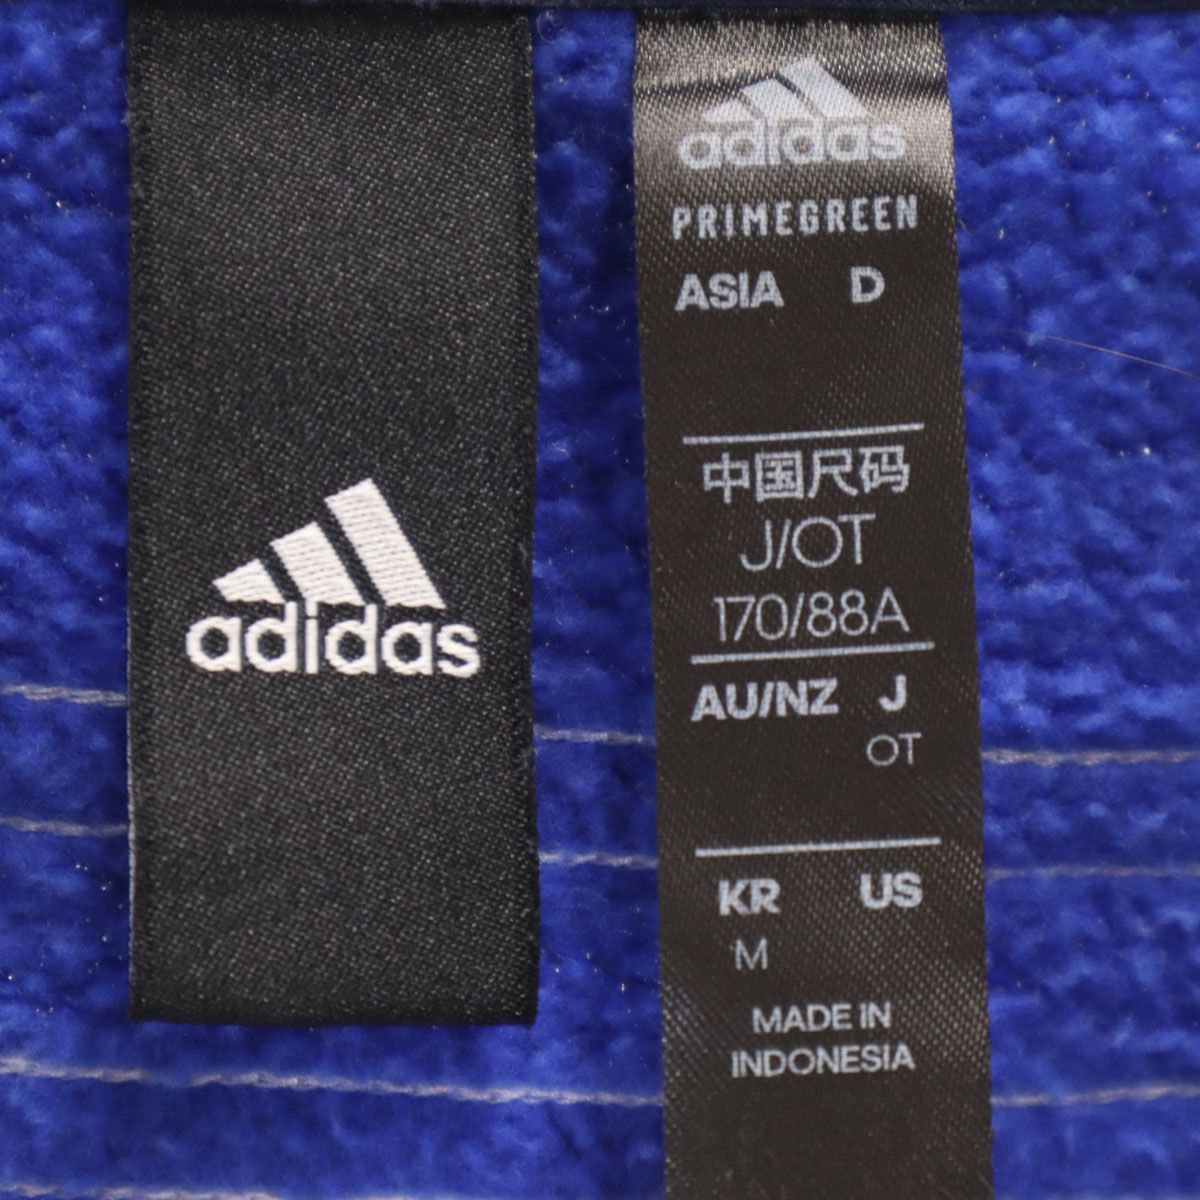 adidas
adidas
PRIMEGREEN
ASIA D
中国尺码
J/OT
170/88A
AU/NZ J
OT
KR US
M
MADE IN
INDONESIA